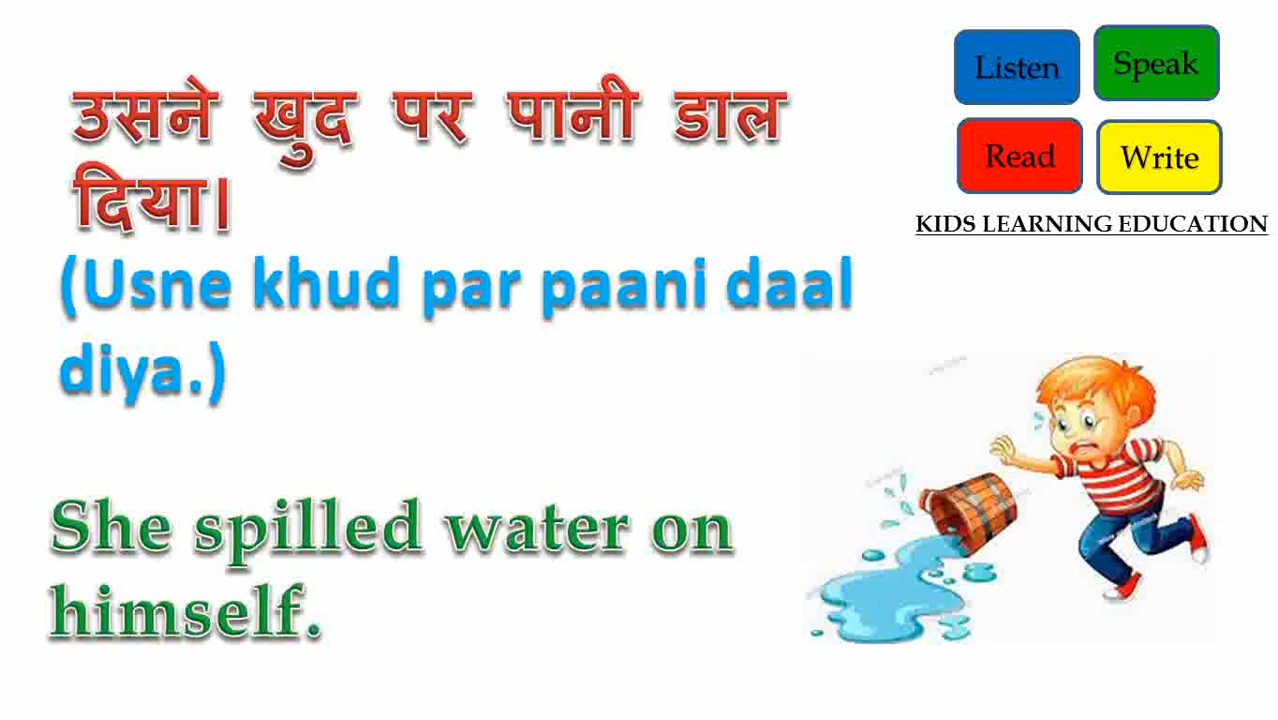 उसने खुद पर पानी डाल
दिया।
(Usne khud par paani daal
diya.)
She spilled water on
himself.
Listen
Speak
Read
Write
KIDS LEARNING EDUCATION